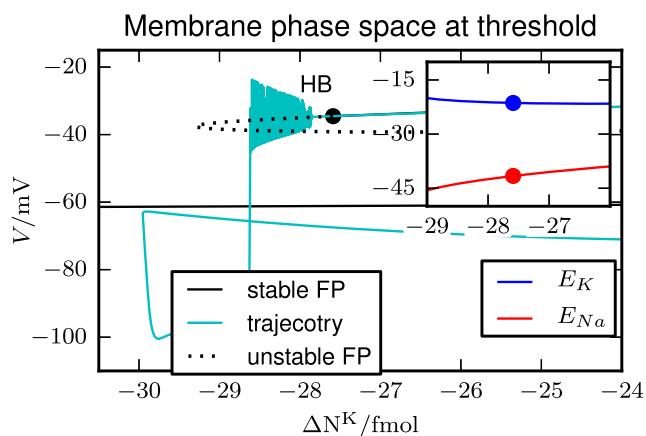 Membrane phase space at threshold
V/mV
−20
−40
−60
−80
−100
HB
−15
−30
−45
−29 −28 −27
stable FP
trajecotry
unstable FP
E_K
E_Na
−30 −29 −28 −27 −26 −25 −24
ΔN^K/fmol